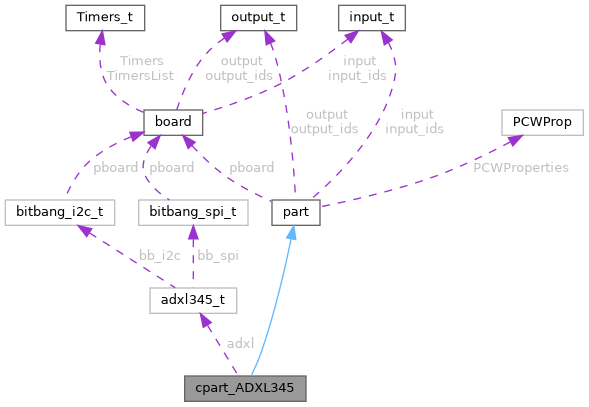 Timers_t
output_t
input_t
Timers
TimersList
output
output_ids
input
input_ids
board
output
output_ids
input
input_ids
PCWProp
pboard
pboard
pboard
PCWProperties
bitbang_i2c_t
bitbang_spi_t
part
bb_i2c
bb_spi
adxl345_t
adxl
cpart_ADXL345